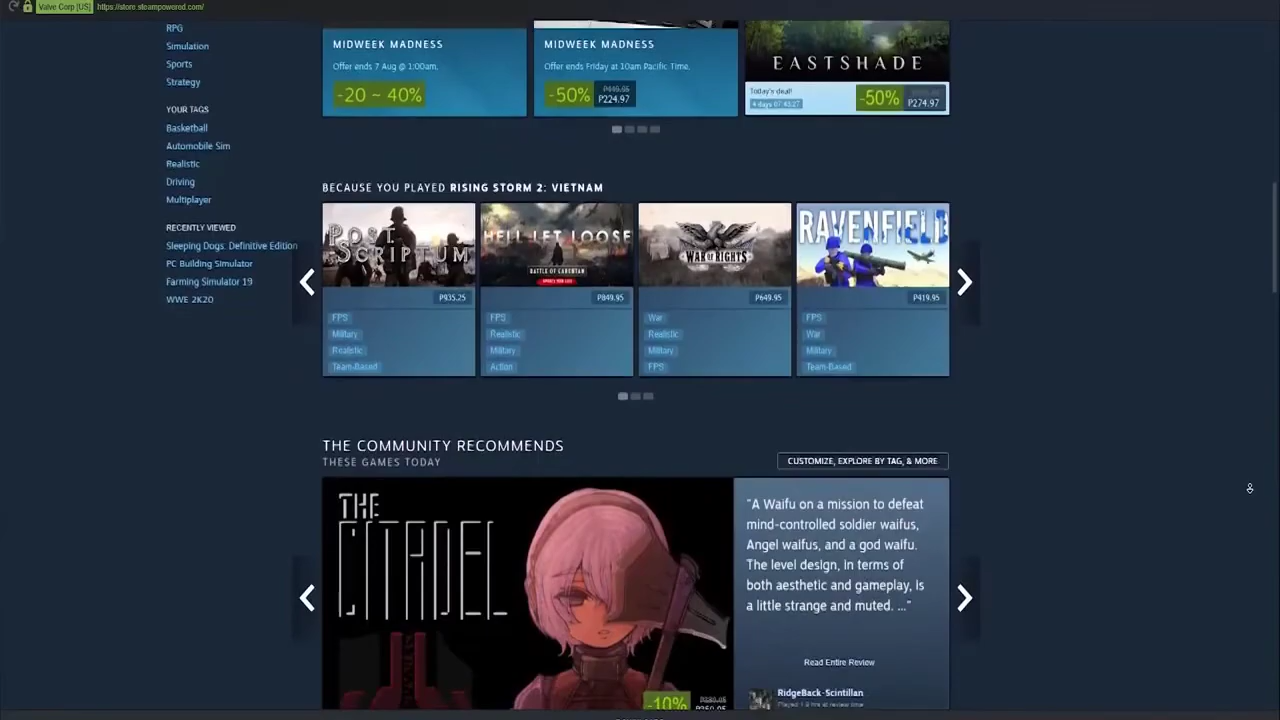 Valve Corp [US]
https://store.steampowered.com/
RPG
Simulation
Sports
Strategy
YOUR TAGS
Basketball
Automobile Sim
Realistic
Driving
Multiplayer
RECENTLY VIEWED
Sleeping Dogs: Definitive Edition
PC Building Simulator
Farming Simulator 19
WWE 2K20
MIDWEEK MADNESS
Offer ends 7 Aug @ 1:00am.
-20 ~ 40%
MIDWEEK MADNESS
Offer ends Friday at 10am Pacific Time.
-50%
P449.95
P224.97
EASTSHADE
Today's deal!
-50%
P274.97
BECAUSE YOU PLAYED RISING STORM 2: VIETNAM
POST SCRIPTUM
P935.25
FPS
Military
Realistic
Team-Based
HELL LET LOOSE
BATTLE OF CARENTAN
P849.95
FPS
Realistic
Military
Action
WAR OF RIGHTS
P649.95
War
Realistic
Military
FPS
RAVENFIELD
P419.95
FPS
War
Military
Team-Based
THE COMMUNITY RECOMMENDS
THESE GAMES TODAY
CUSTOMIZE, EXPLORE BY TAG, & MORE
THE
CITADEL
-10%
"A Waifu on a mission to defeat
mind-controlled soldier waifus,
Angel waifus, and a god waifu.
The level design, in terms of
both aesthetic and gameplay, is
a little strange and muted. ..."
Read Entire Review
RidgeBack-Scintillan